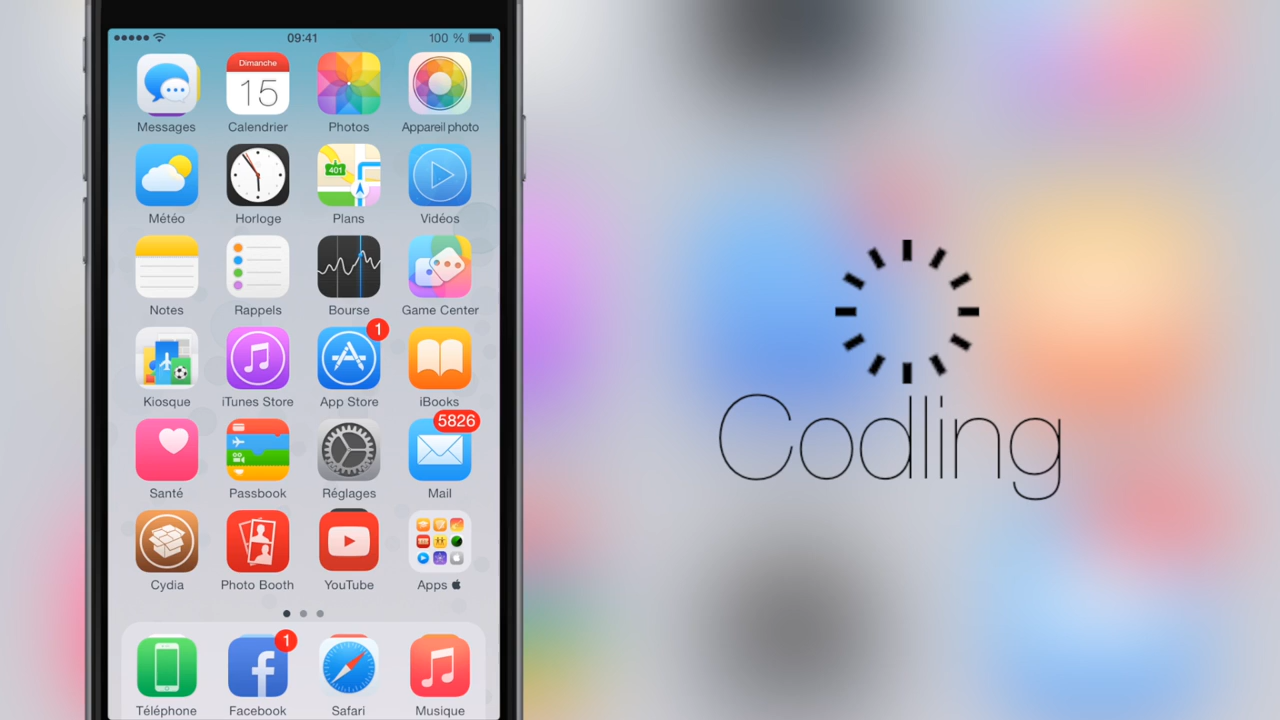 09:41 100 %
Dimanche
15
Messages Calendrier Photos Appareil photo
401
Météo Horloge Plans Vidéos
Notes Rappels Bourse Game Center
1
Kiosque iTunes Store App Store iBooks
5826
Santé Passbook Réglages Mail
Cydia Photo Booth YouTube Apps
1
Téléphone Facebook Safari Musique
Codling